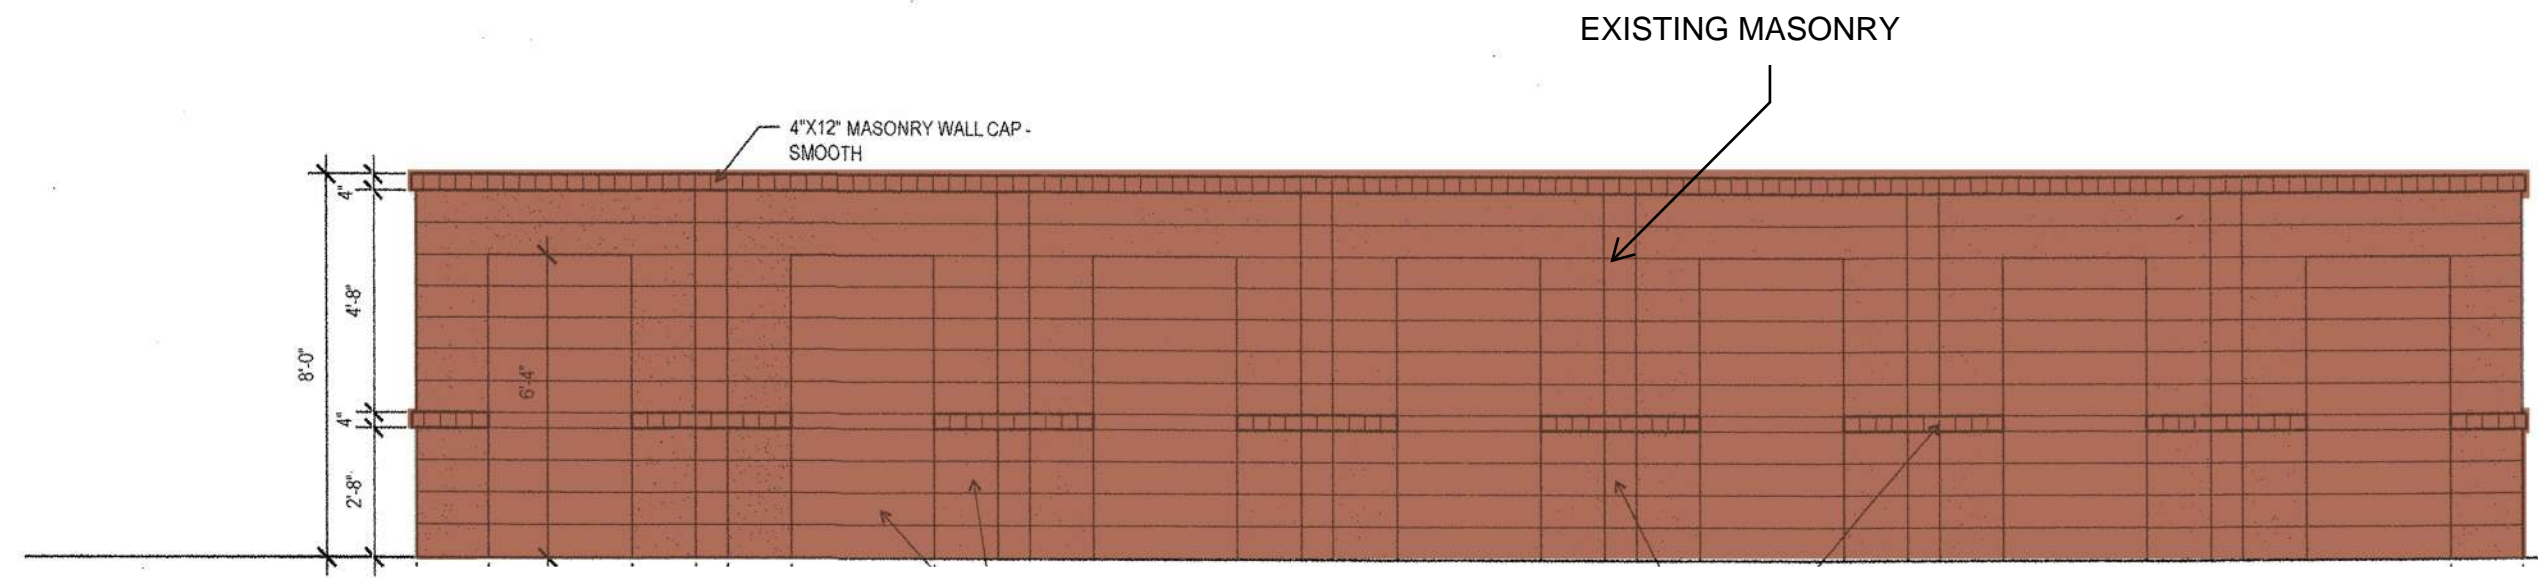 EXISTING MASONRY
4"X12" MASONRY WALL CAP -
SMOOTH
4"
4'-8"
8'-0"
6'-4"
4"
2'-8"